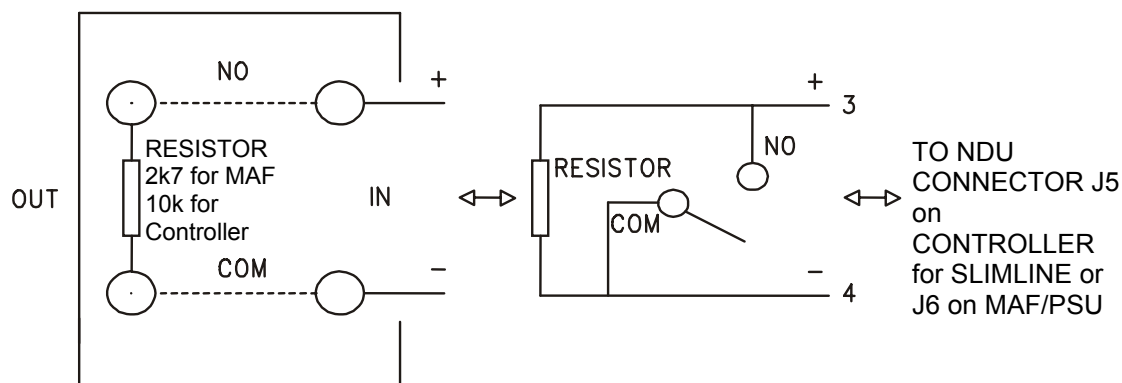 NO
+
RESISTOR
2k7 for MAF
10k for
Controller
OUT
IN
COM
-
+
3
NO
RESISTOR
COM
-
4
TO NDU
CONNECTOR J5
on
CONTROLLER
for SLIMLINE or
J6 on MAF/PSU